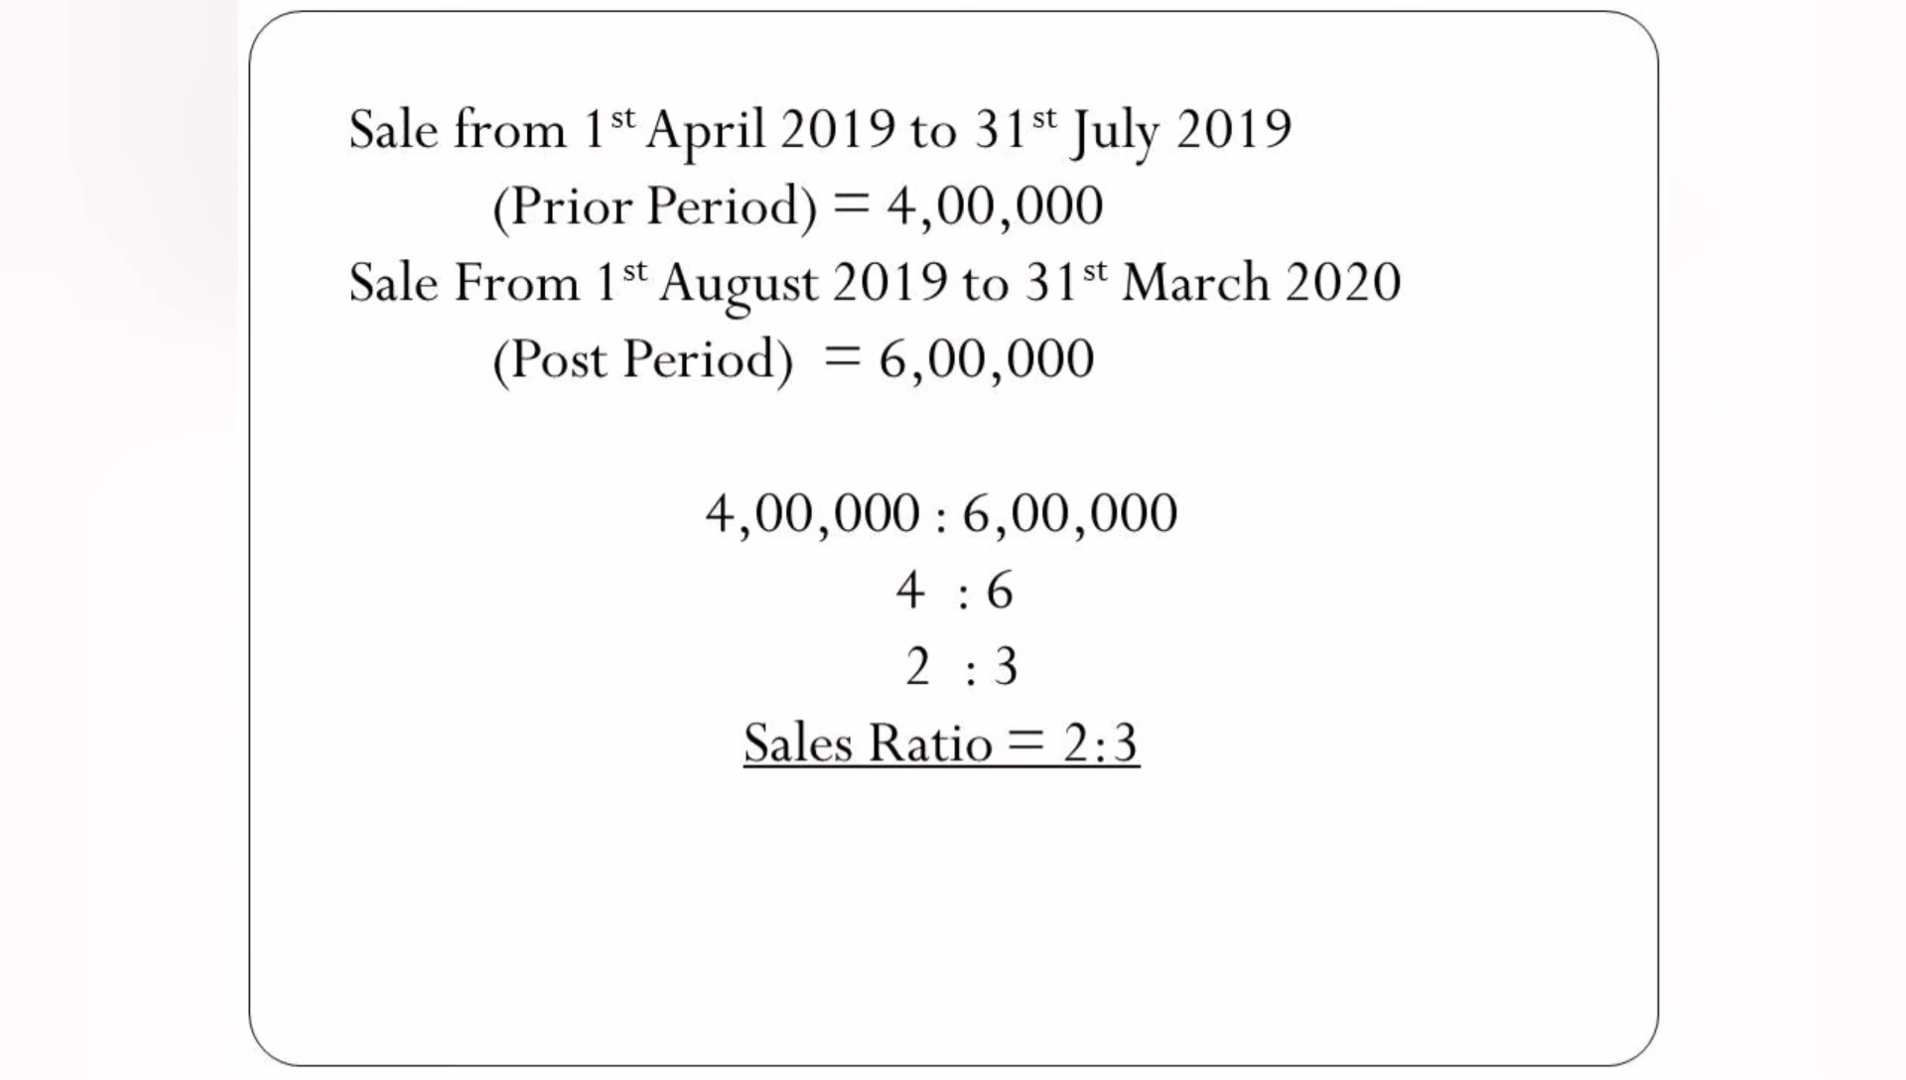 Sale from 1st April 2019 to 31st July 2019
(Prior Period) = 4,00,000
Sale From 1st August 2019 to 31st March 2020
(Post Period) = 6,00,000
4,00,000 : 6,00,000
4 : 6
2 : 3
Sales Ratio = 2:3